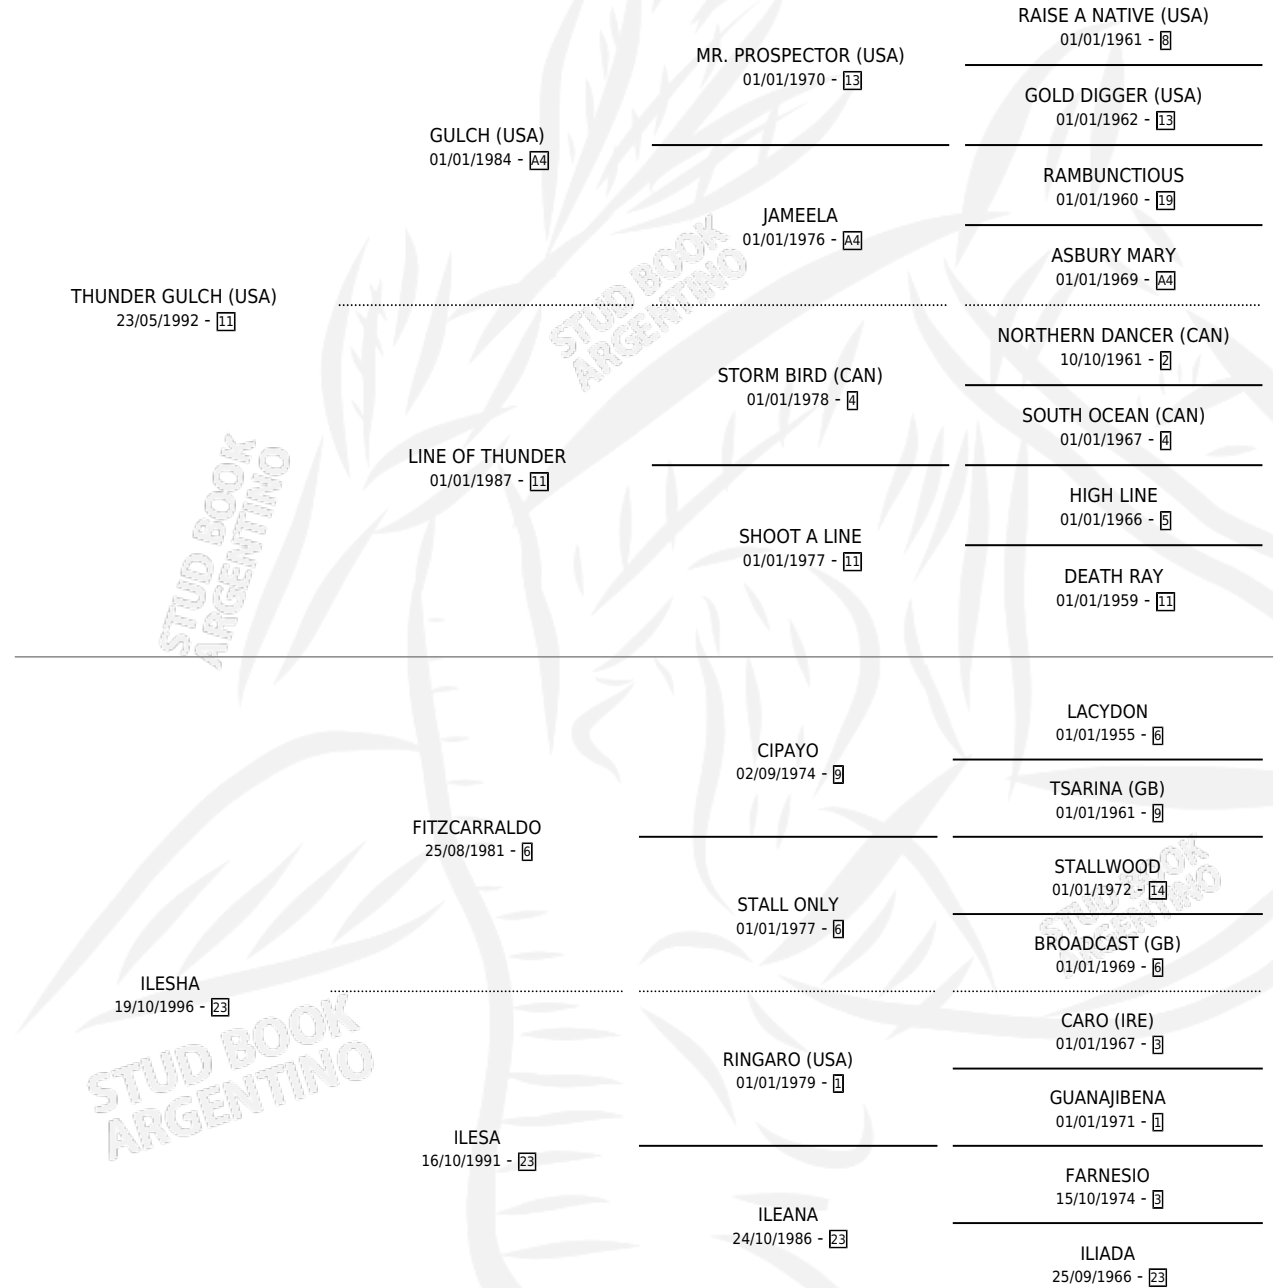 RAISE A NATIVE (USA)
01/01/1961 - 8
MR. PROSPECTOR (USA)
01/01/1970 - 13
GOLD DIGGER (USA)
01/01/1962 - 13
GULCH (USA)
01/01/1984 - A4
RAMBUNCTIOUS
01/01/1960 - 19
JAMEELA
01/01/1976 - A4
ASBURY MARY
01/01/1969 - A4
THUNDER GULCH (USA)
23/05/1992 - 11
STUD BOOK
ARGENTINO
NORTHERN DANCER (CAN)
10/10/1961 - 2
STORM BIRD (CAN)
01/01/1978 - 4
SOUTH OCEAN (CAN)
01/01/1967 - 4
LINE OF THUNDER
01/01/1987 - 11
HIGH LINE
01/01/1966 - 5
SHOOT A LINE
01/01/1977 - 11
DEATH RAY
01/01/1959 - 11
STUD BOOK
ARGENTINO
LACYDON
01/01/1955 - 6
CIPAYO
02/09/1974 - 9
TSARINA (GB)
01/01/1961 - 9
FITZCARRALDO
25/08/1981 - 6
STALLWOOD
01/01/1972 - 14
STALL ONLY
01/01/1977 - 6
BROADCAST (GB)
01/01/1969 - 6
STUD BOOK
ARGENTINO
ILESHA
19/10/1996 - 23
CARO (IRE)
01/01/1967 - 3
RINGARO (USA)
01/01/1979 - 1
GUANAJIBENA
01/01/1971 - 1
STUD BOOK
ARGENTINO
ILESA
16/10/1991 - 23
FARNESIO
15/10/1974 - 3
ILEANA
24/10/1986 - 23
ILIADA
25/09/1966 - 23